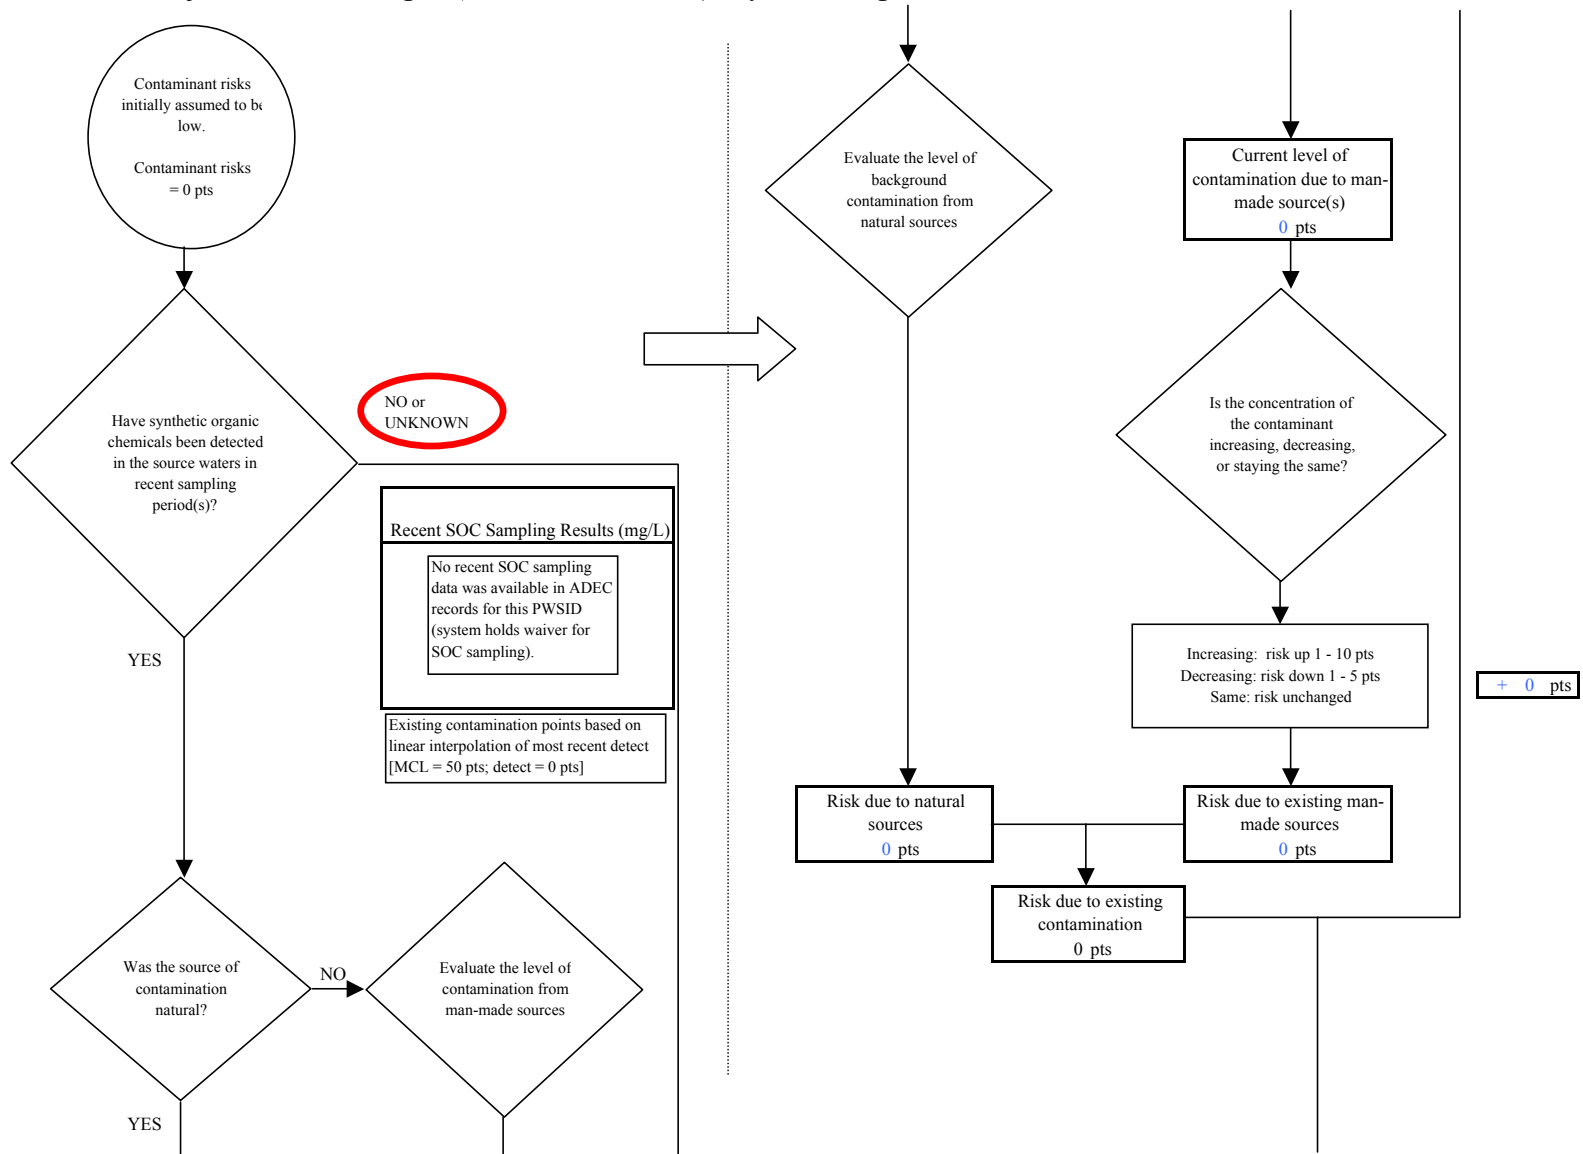 Contaminant risks
initially assumed to be
low.
Contaminant risks
= 0 pts
Have synthetic organic
chemicals been detected
in the source waters in
recent sampling
period(s)?
NO or
UNKNOWN
Recent SOC Sampling Results (mg/L)
No recent SOC sampling
data was available in ADEC
records for this PWSID
(system holds waiver for
SOC sampling).
Existing contamination points based on
linear interpolation of most recent detect
[MCL = 50 pts; detect = 0 pts]
YES
Was the source of
contamination
natural?
NO
Evaluate the level of
contamination from
man-made sources
YES
Evaluate the level of
background
contamination from
natural sources
Current level of
contamination due to man-
made source(s)
0 pts
Is the concentration of
the contaminant
increasing, decreasing,
or staying the same?
Increasing: risk up 1 - 10 pts
Decreasing: risk down 1 - 5 pts
Same: risk unchanged
+ 0 pts
Risk due to natural
sources
0 pts
Risk due to existing man-
made sources
0 pts
Risk due to existing
contamination
0 pts